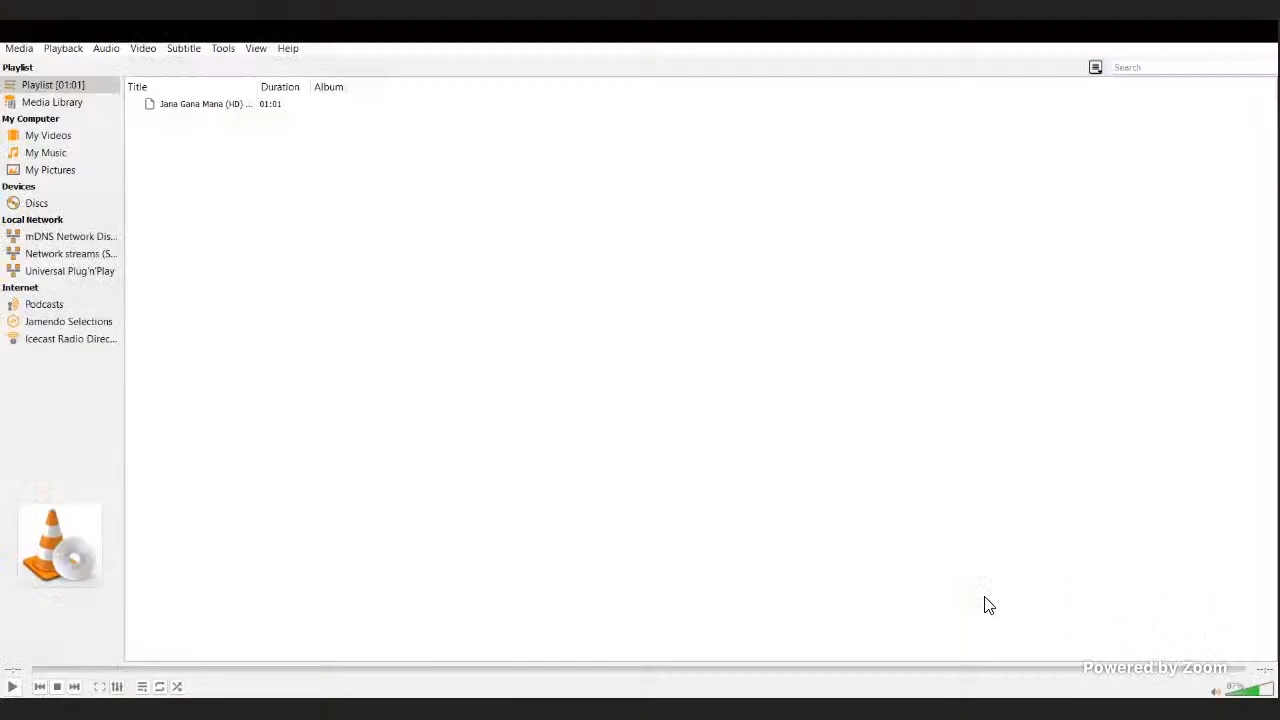 Media Playback Audio Video Subtitle Tools View Help
Playlist
Search
Playlist [01:01]
Title Duration Album
Media Library
Jana Gana Mana (HD) ... 01:01
My Computer
My Videos
My Music
My Pictures
Devices
Discs
Local Network
mDNS Network Dis...
Network streams (S...
Universal Plug'n'Play
Internet
Podcasts
Jamendo Selections
Icecast Radio Direc...
--:--
--:--
Powered by Zoom
87%